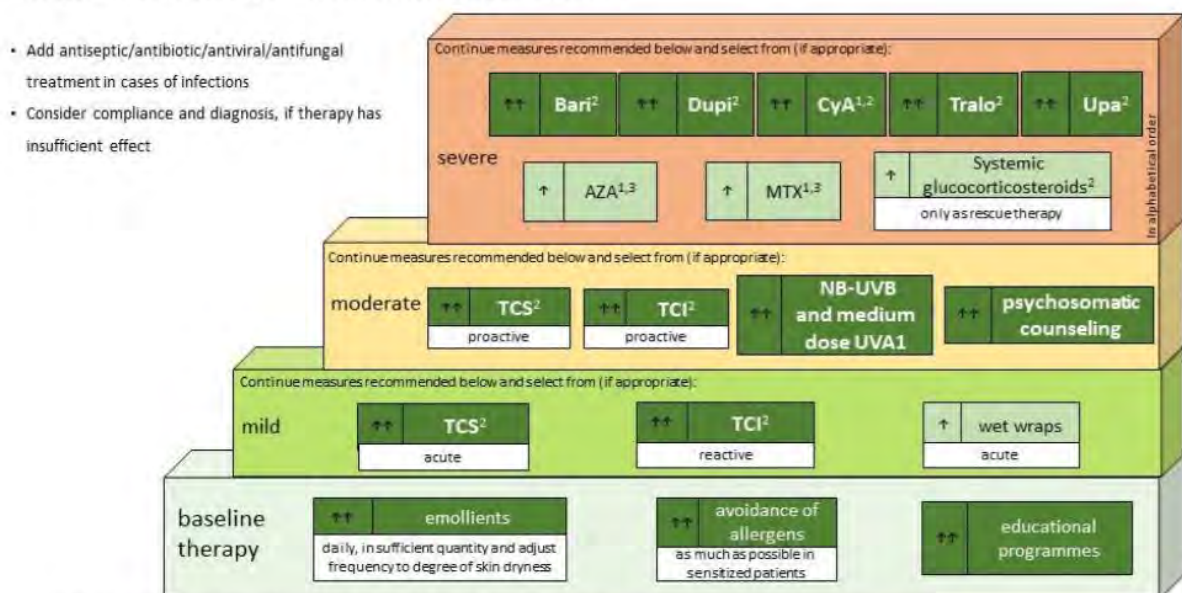 • Add antiseptic/antibiotic/antiviral/antifungal
treatment in cases of infections
• Consider compliance and diagnosis, if therapy has
insufficient effect
Continue measures recommended below and select from (if appropriate):
↑↑ Bari²
↑↑ Dupi²
↑↑ CyA¹,²
↑↑ Tralo²
↑↑ Upa²
severe
↑ AZA¹,³
↑ MTX¹,³
↑ Systemic
glucocorticosteroids²
only as rescue therapy
In alphabetical order
Continue measures recommended below and select from (if appropriate):
moderate
↑↑ TCS²
proactive
↑↑ TCI²
proactive
↑↑ NB-UVB
and medium
dose UVA1
↑↑ psychosomatic
counseling
Continue measures recommended below and select from (if appropriate):
mild
↑↑ TCS²
acute
↑↑ TCI²
reactive
↑ wet wraps
acute
baseline
therapy
↑↑ emollients
daily, in sufficient quantity and adjust
frequency to degree of skin dryness
↑↑ avoidance of
allergens
as much as possible in
sensitized patients
↑↑ educational
programmes